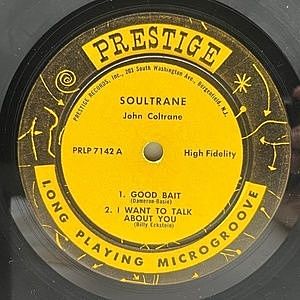 PRESTIGE
PRESTIGE RECORDS, INC., 203 South Washington Ave., Bergenfield, N.J.
SOULTRANE
John Coltrane
PRLP 7142 A
High Fidelity
1. GOOD BAIT
(Dameron-Basie)
2. I WANT TO TALK
ABOUT YOU
(Billy Eckstein)
LONG PLAYING MICROGROOVE